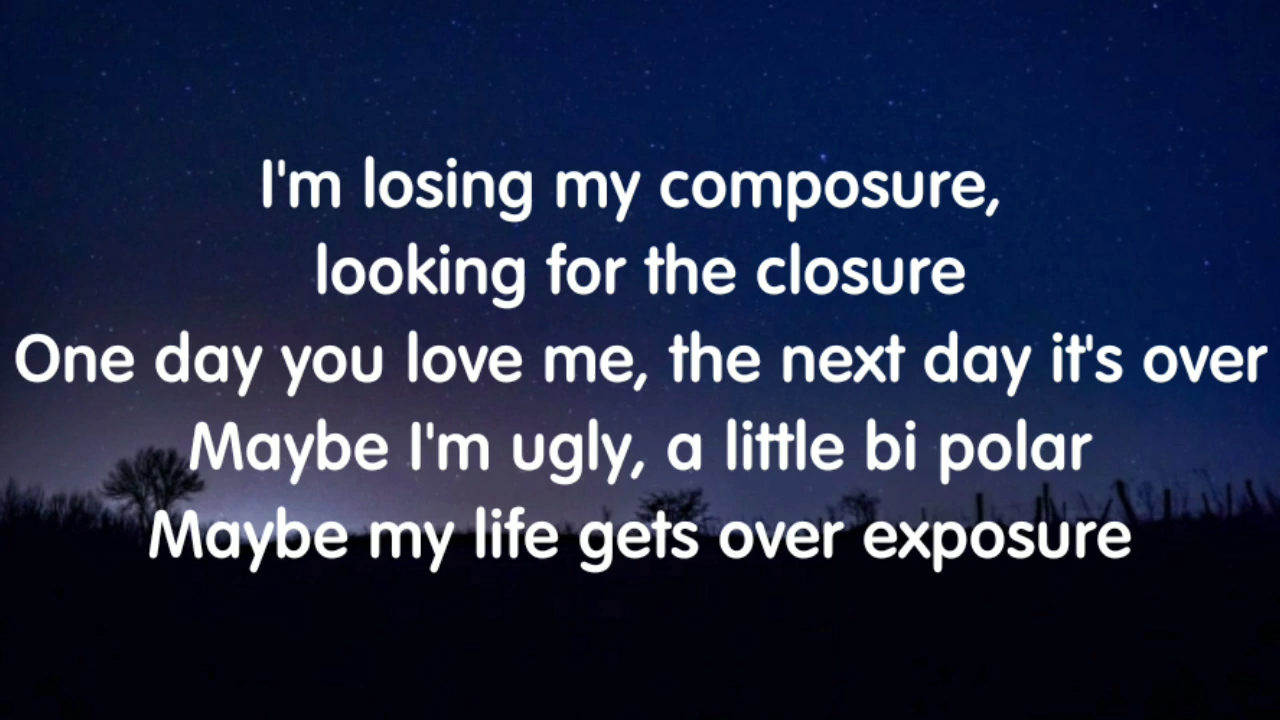 I'm losing my composure,
looking for the closure
One day you love me, the next day it's over
Maybe I'm ugly, a little bi polar
Maybe my life gets over exposure